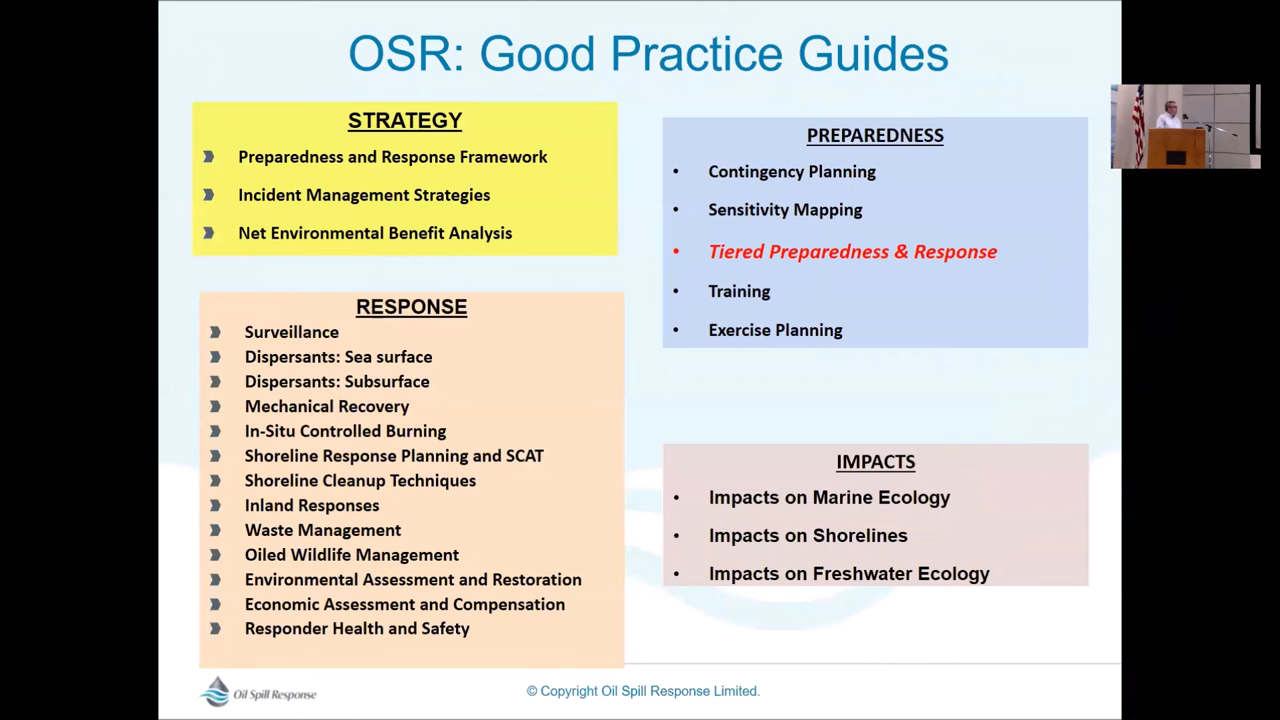 OSR: Good Practice Guides
STRATEGY
Preparedness and Response Framework
Incident Management Strategies
Net Environmental Benefit Analysis
RESPONSE
Surveillance
Dispersants: Sea surface
Dispersants: Subsurface
Mechanical Recovery
In-Situ Controlled Burning
Shoreline Response Planning and SCAT
Shoreline Cleanup Techniques
Inland Responses
Waste Management
Oiled Wildlife Management
Environmental Assessment and Restoration
Economic Assessment and Compensation
Responder Health and Safety
PREPAREDNESS
Contingency Planning
Sensitivity Mapping
Tiered Preparedness & Response
Training
Exercise Planning
IMPACTS
Impacts on Marine Ecology
Impacts on Shorelines
Impacts on Freshwater Ecology
Oil Spill Response
© Copyright Oil Spill Response Limited.